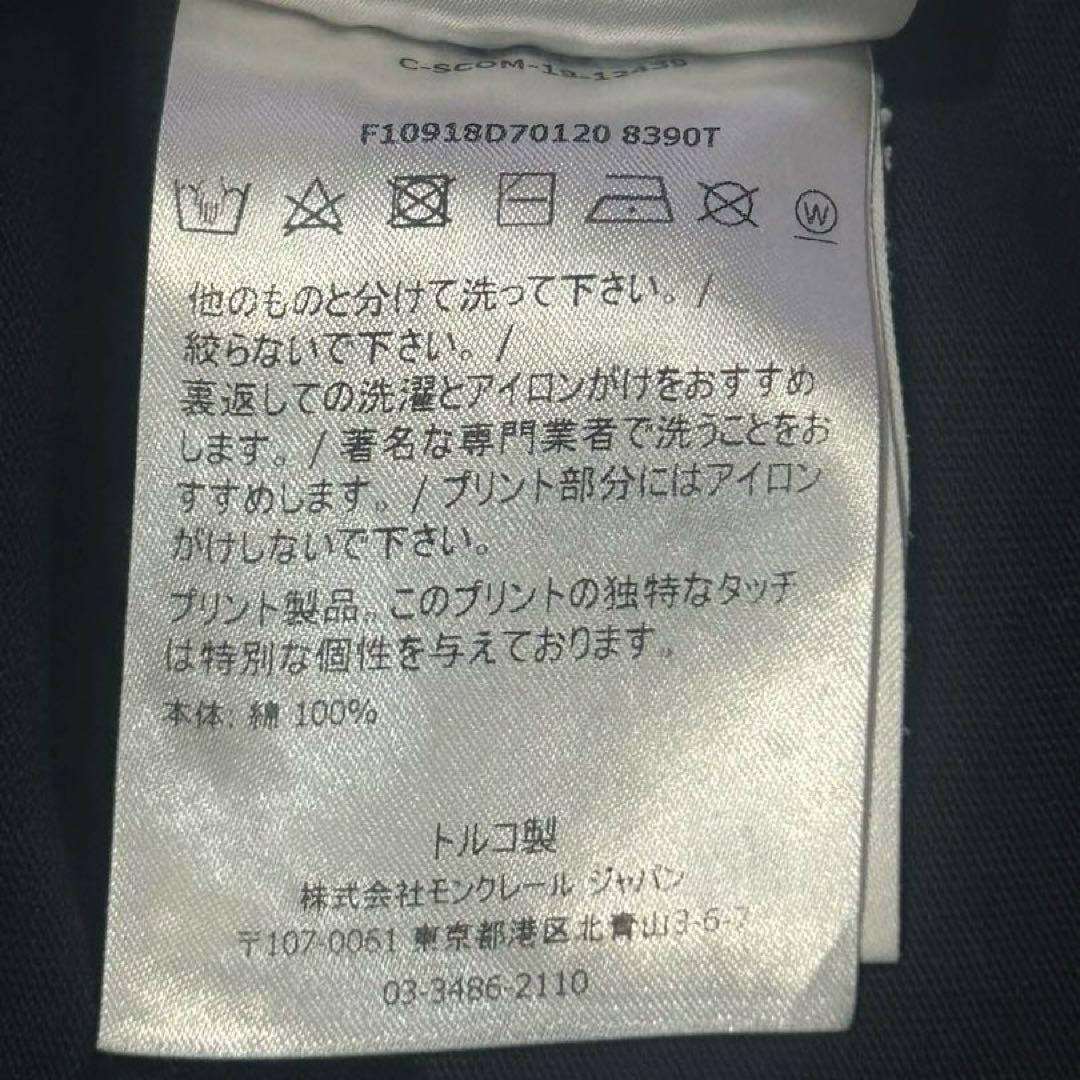 C-SCOM-19-12439
F10918D70120 8390T
W
他のものと分けて洗って下さい。/
絞らないで下さい。/
裏返しての洗濯とアイロンがけをおすすめ
します。/ 著名な専門業者で洗うことをお
すすめします。/ プリント部分にはアイロン
がけしないで下さい。
プリント製品。このプリントの独特なタッチ
は特別な個性を与えております。
本体: 綿 100%
トルコ製
株式会社モンクレール ジャパン
〒107-0061 東京都港区北青山3-6-7
03-3486-2110